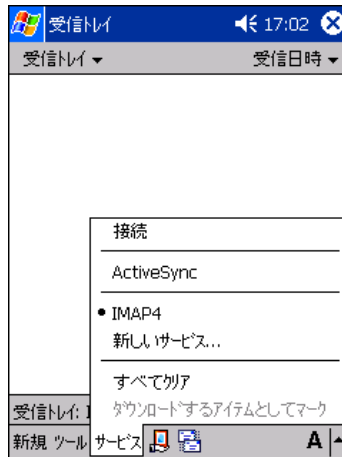 受信トレイ 17:02
受信トレイ 受信日時
接続
ActiveSync
IMAP4
新しいサービス...
すべてクリア
ダウンロードするアイテムとしてマーク
受信トレイ:
新規 ツール サービス A